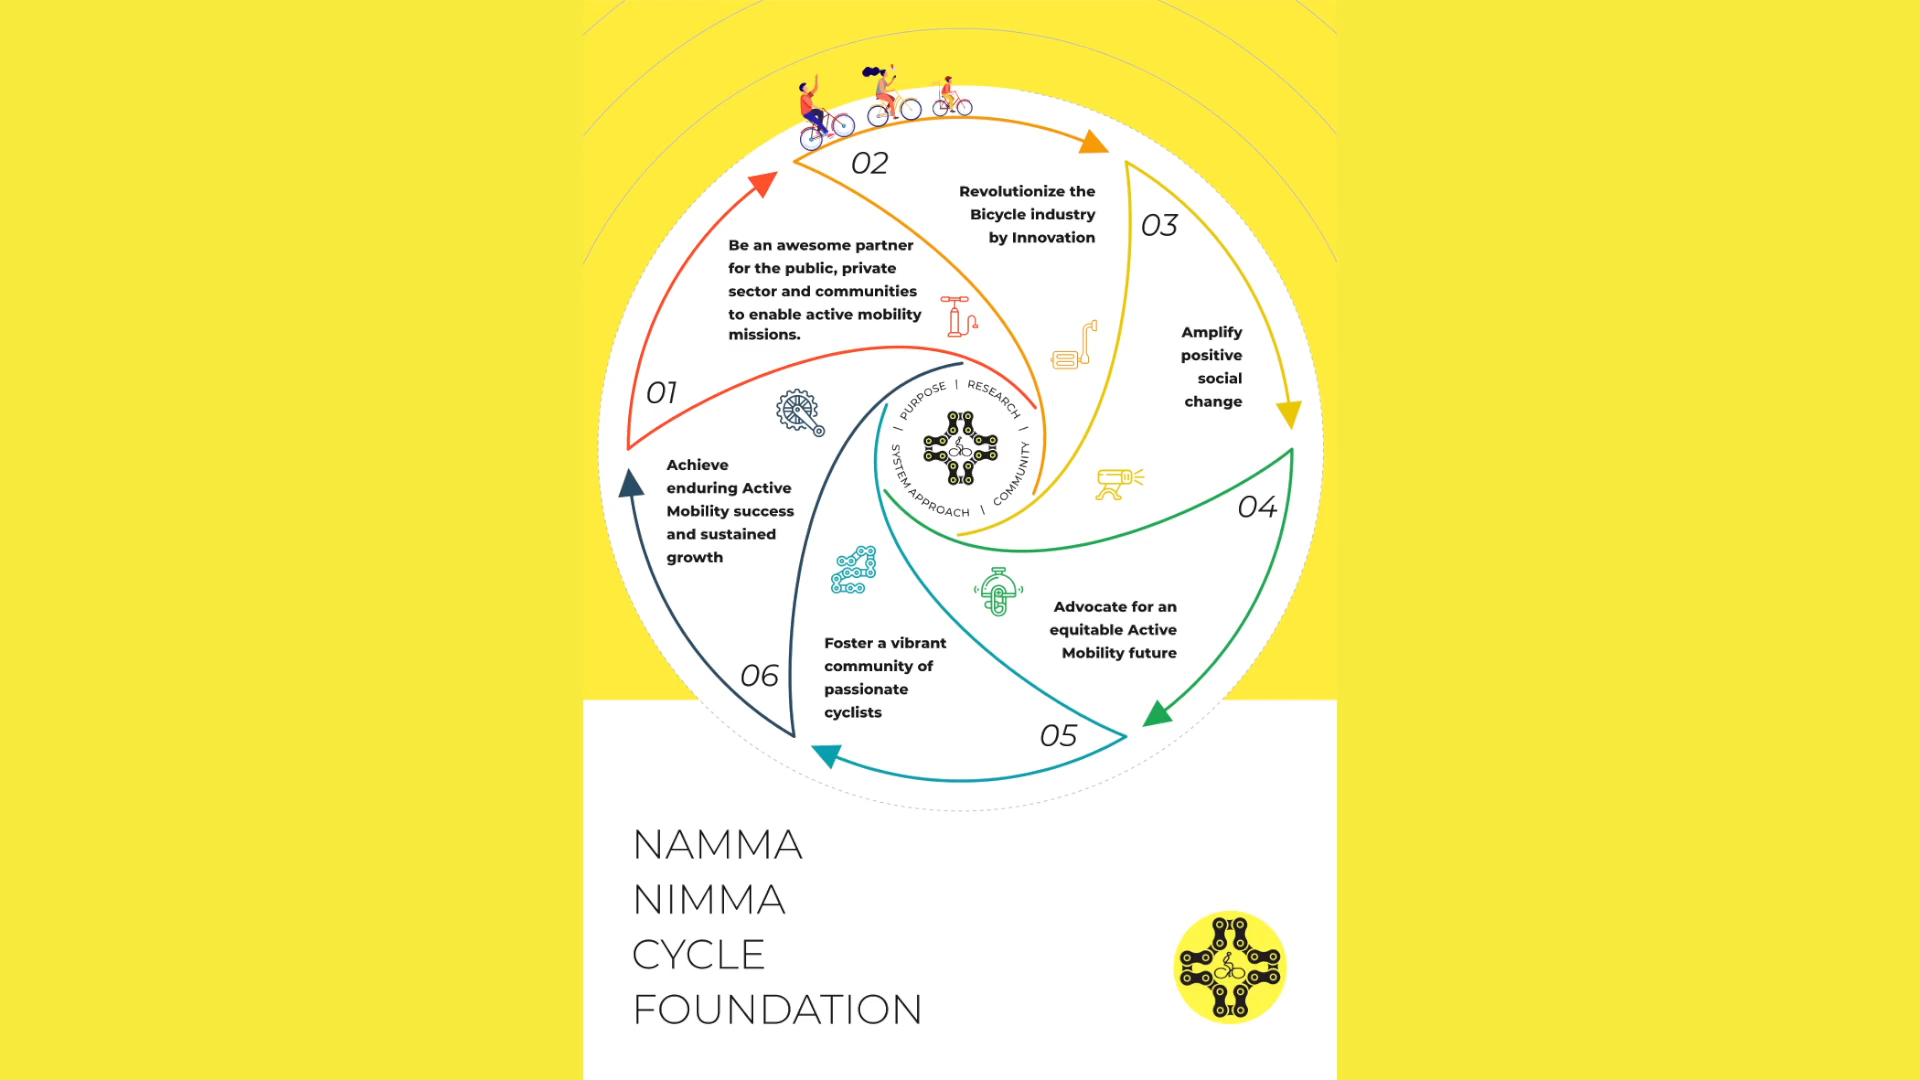 01
Be an awesome partner
for the public, private
sector and communities
to enable active mobility
missions.
02
Revolutionize the
Bicycle industry
by Innovation
03
Amplify
positive
social
change
04
Advocate for an
equitable Active
Mobility future
05
Foster a vibrant
community of
passionate
cyclists
06
Achieve
enduring Active
Mobility success
and sustained
growth
PURPOSE | RESEARCH | COMMUNITY | SYSTEM APPROACH |
NAMMA
NIMMA
CYCLE
FOUNDATION